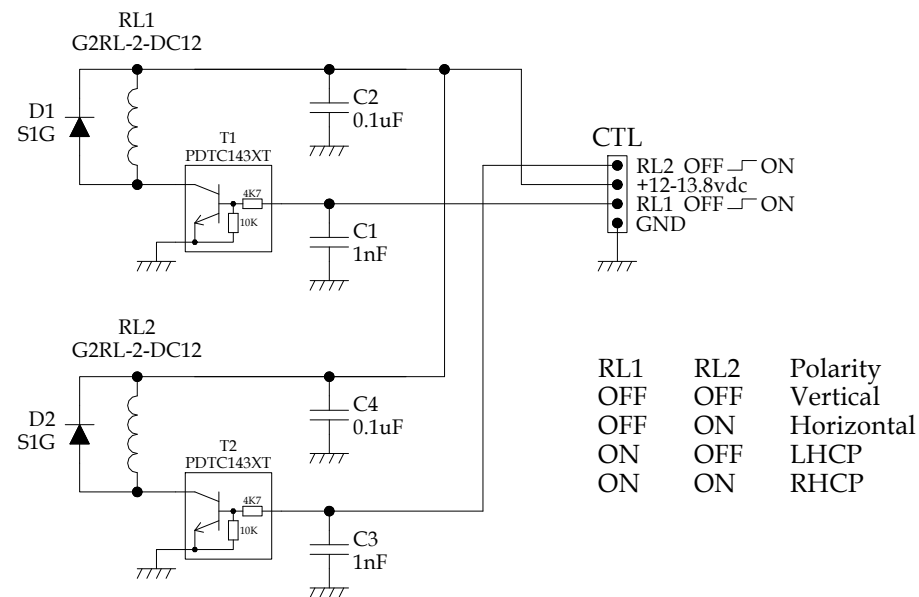 RL1
G2RL-2-DC12
D1
S1G
T1
PDTC143XT
4K7
10K
C2
0.1uF
C1
1nF
CTL
RL2 OFF ON
+12-13.8vdc
RL1 OFF ON
GND
RL2
G2RL-2-DC12
D2
S1G
T2
PDTC143XT
4K7
10K
C4
0.1uF
C3
1nF
RL1 RL2 Polarity
OFF OFF Vertical
OFF ON Horizontal
ON OFF LHCP
ON ON RHCP